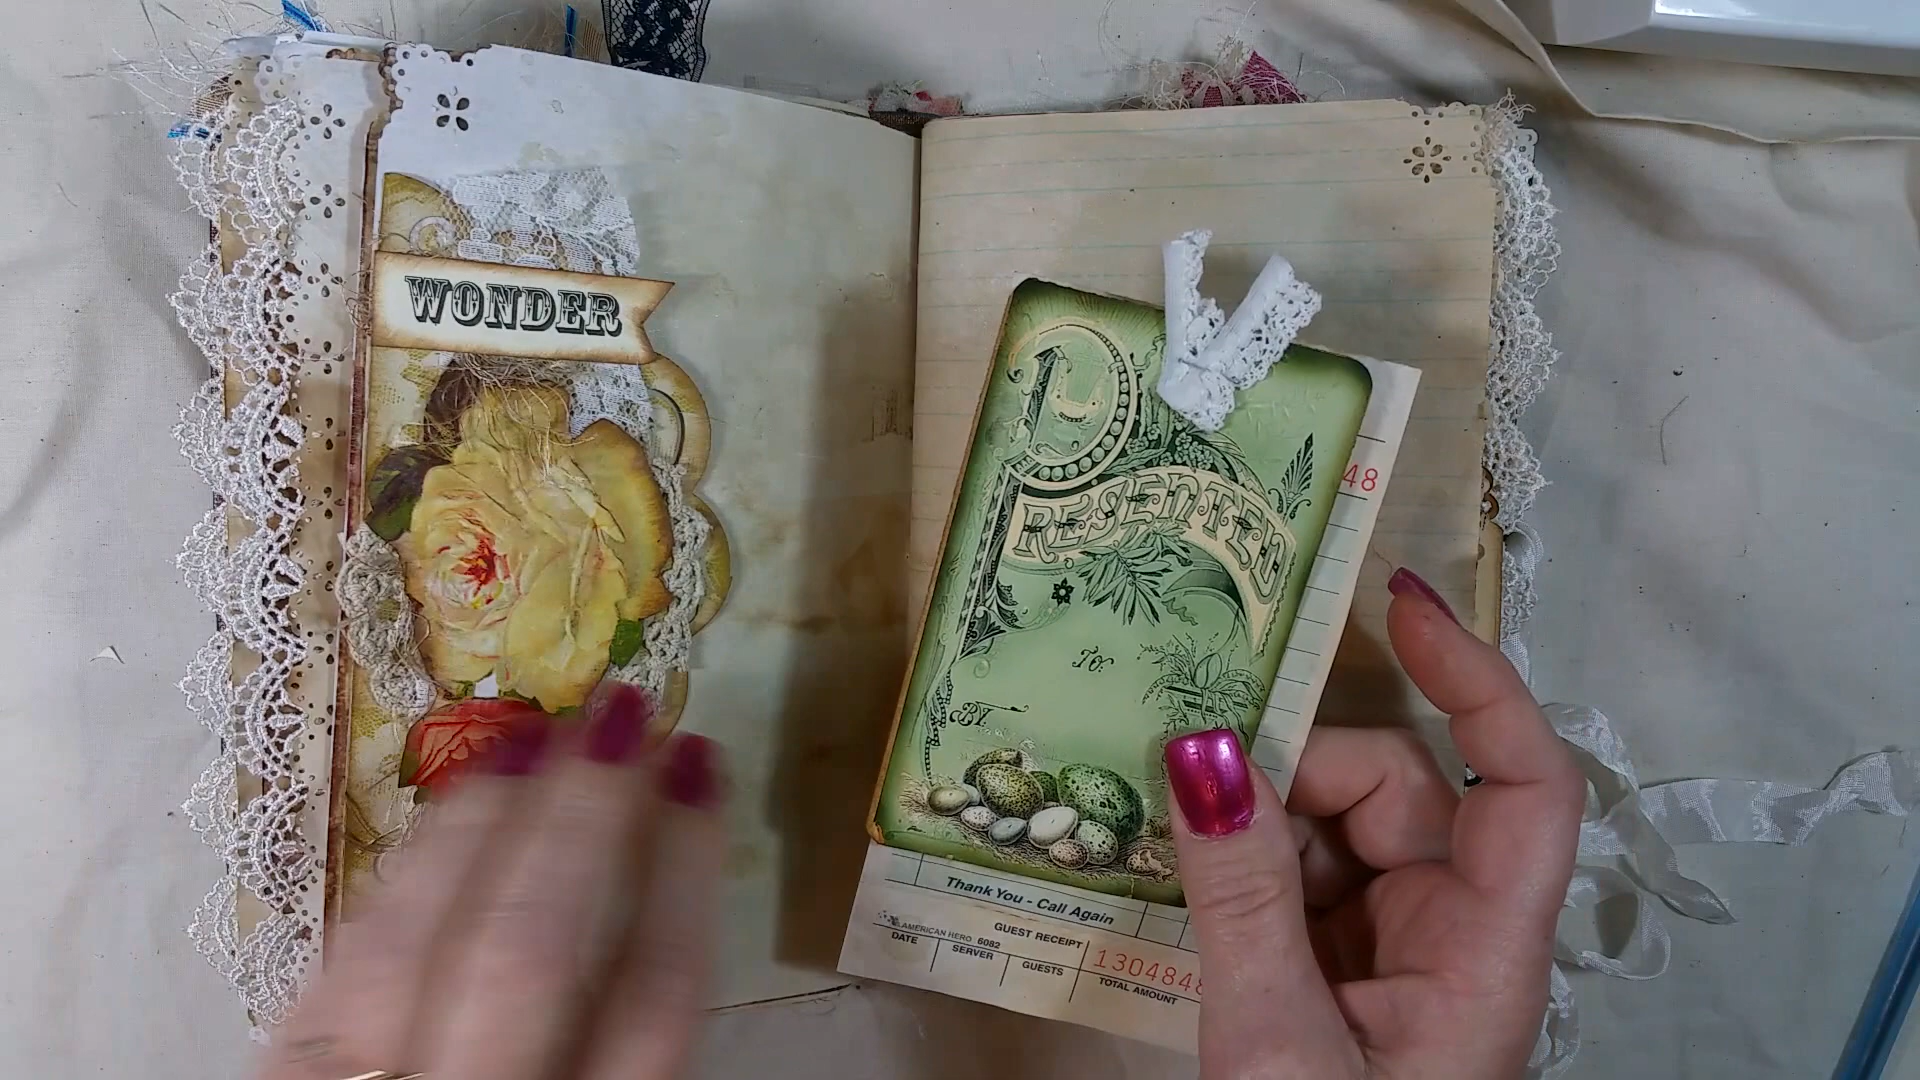 WONDER
48
PRESENTED
TO.
BY.
Thank You - Call Again
GUEST RECEIPT
AMERICAN HERO 6082
DATE
SERVER
GUESTS
1304848
TOTAL AMOUNT